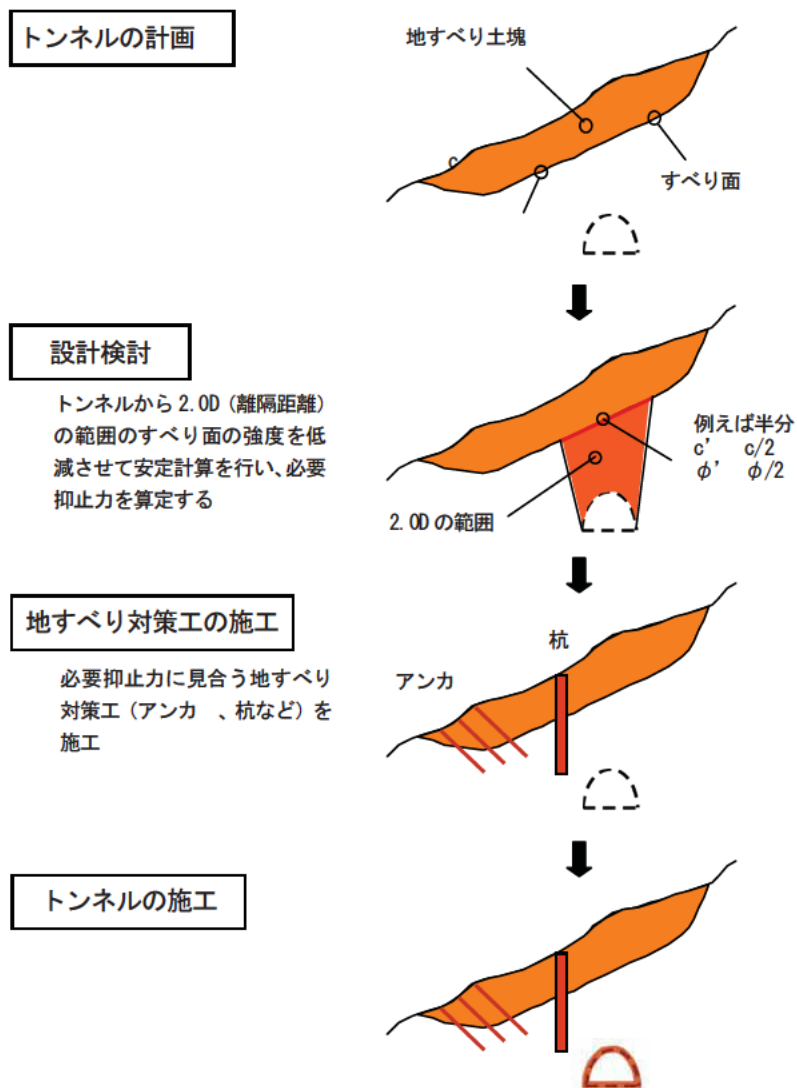 トンネルの計画
地すべり土塊
c
すべり面
設計検討
トンネルから 2.0D（離隔距離）
の範囲のすべり面の強度を低
減させて安定計算を行い、必要
抑止力を算定する
例えば半分
c’ c/2
φ’ φ/2
2.0D の範囲
地すべり対策工の施工
必要抑止力に見合う地すべり
対策工（アンカ 、杭など）を
施工
杭
アンカ
トンネルの施工